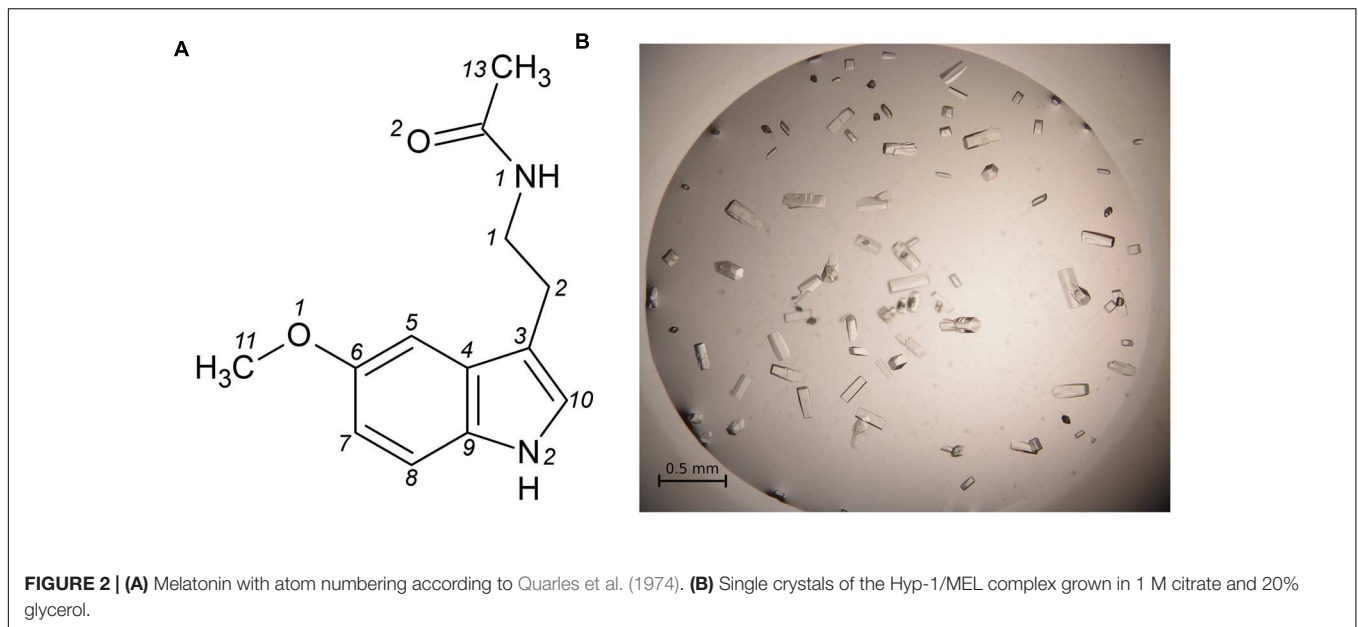 A
B
13 CH3
2 O
1 NH
1
2
1
O
5
3
11
H3C
6
4
10
7
9
N 2
H
8
0.5 mm
FIGURE 2 | (A) Melatonin with atom numbering according to Quarles et al. (1974). (B) Single crystals of the Hyp-1/MEL complex grown in 1 M citrate and 20%
glycerol.